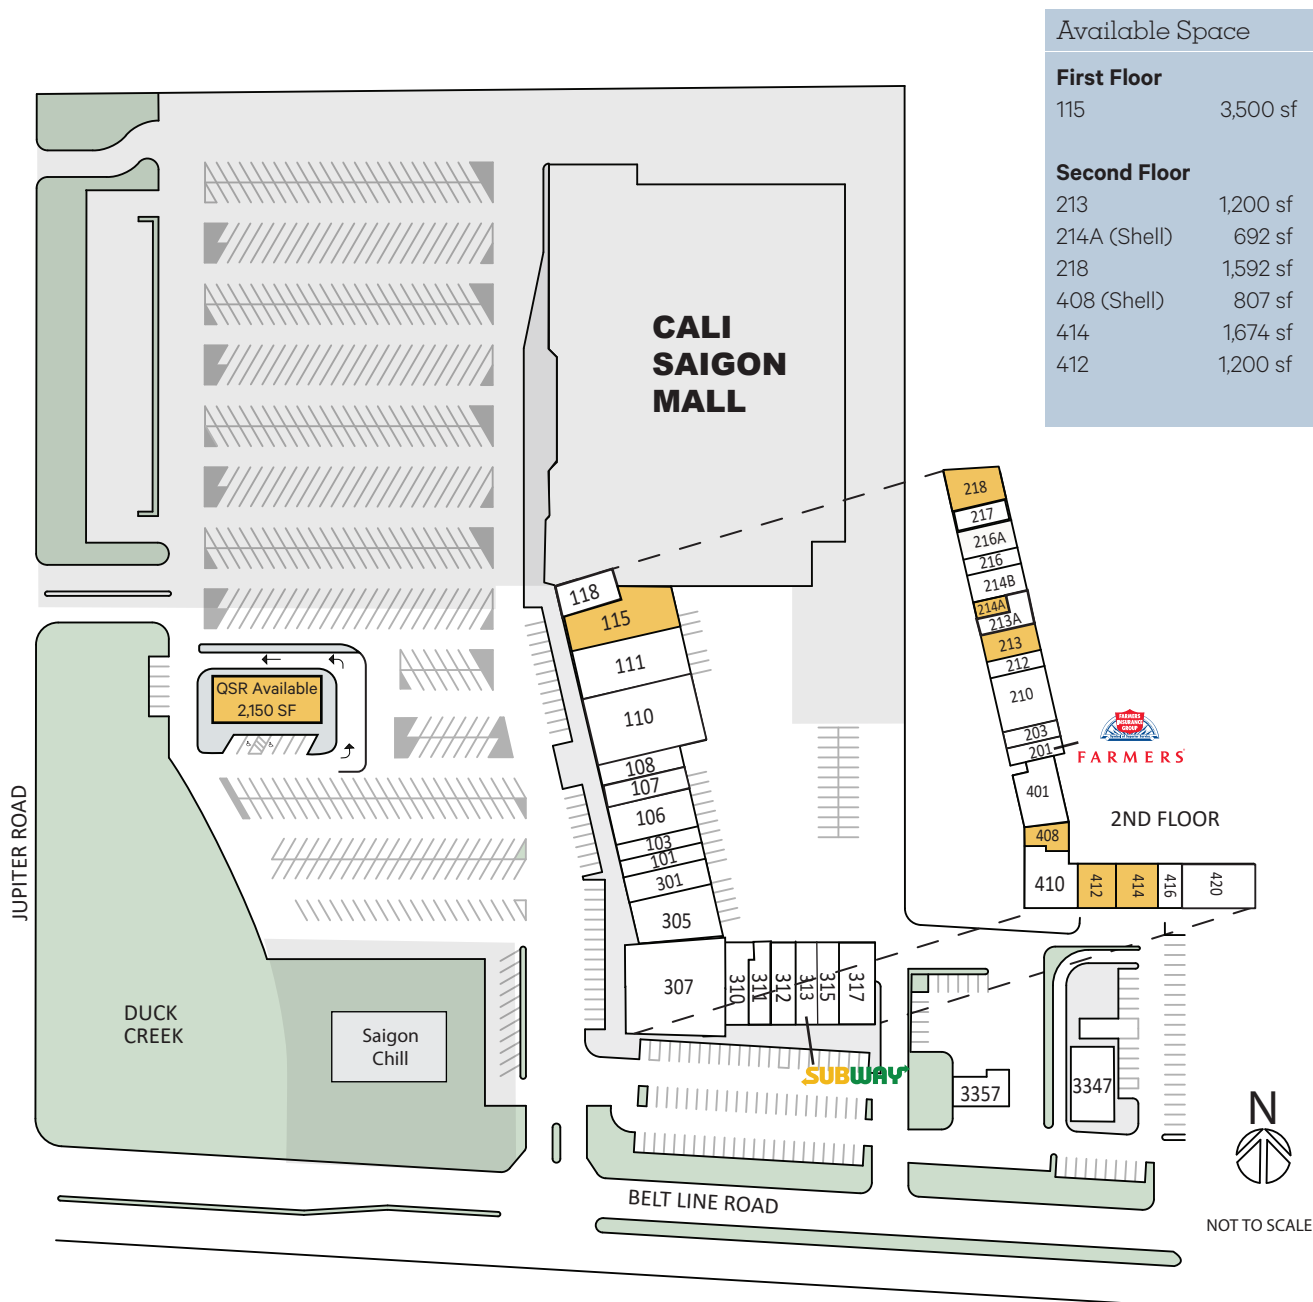 Available Space
First Floor
115 3,500 sf
Second Floor
213 1,200 sf
214A (Shell) 692 sf
218 1,592 sf
408 (Shell) 807 sf
414 1,674 sf
412 1,200 sf
CALI
SAIGON
MALL
218
217
216A
216
214B
214A
213A
213
212
210
203
201
FARMERS
INSURANCE
GROUP
FARMERS
401
2ND FLOOR
408
410
412
414
416
420
118
115
111
110
108
107
106
103
101
301
305
307
310
311
312
313
315
317
SUBWAY
QSR Available
2,150 SF
JUPITER ROAD
DUCK
CREEK
Saigon
Chill
3357
3347
BELT LINE ROAD
N
NOT TO SCALE